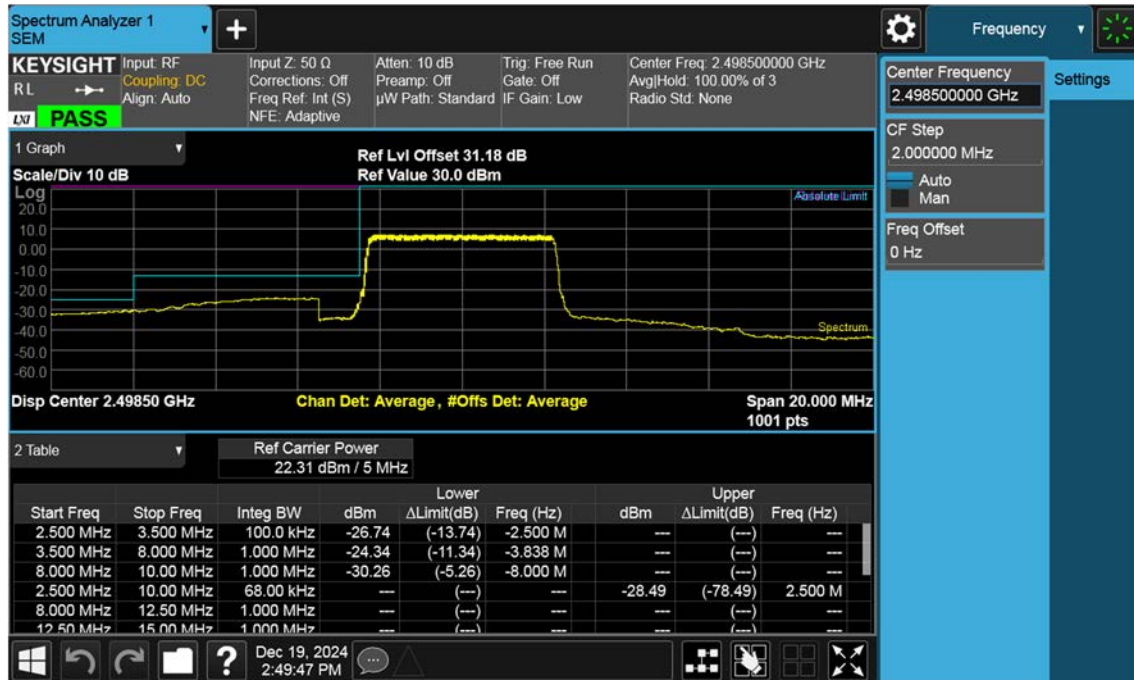 Spectrum Analyzer 1
SEM
Frequency
KEYSIGHT
RL
LXI PASS
Input: RF
Coupling: DC
Align: Auto
Input Z: 50 Ω
Corrections: Off
Freq Ref: Int (S)
NFE: Adaptive
Atten: 10 dB
Preamp: Off
µW Path: Standard
Trig: Free Run
Gate: Off
IF Gain: Low
Center Freq: 2.498500000 GHz
Avg|Hold: 100.00% of 3
Radio Std: None
Center Frequency
2.498500000 GHz
Settings
CF Step
2.000000 MHz
Auto
Man
Freq Offset
0 Hz
1 Graph
Ref Lvl Offset 31.18 dB
Scale/Div 10 dB
Ref Value 30.0 dBm
Log
Absolute Limit
20.0
10.0
0.00
-10.0
-20.0
-30.0
-40.0
-50.0
-60.0
Spectrum
Disp Center 2.49850 GHz
Chan Det: Average, #Offs Det: Average
Span 20.000 MHz
1001 pts
2 Table
Ref Carrier Power
22.31 dBm / 5 MHz
Lower Upper
Start Freq Stop Freq Integ BW dBm ΔLimit(dB) Freq (Hz) dBm ΔLimit(dB) Freq (Hz)
2.500 MHz 3.500 MHz 100.0 kHz -26.74 (-13.74) -2.500 M --- (---) ---
3.500 MHz 8.000 MHz 1.000 MHz -24.34 (-11.34) -3.838 M --- (---) ---
8.000 MHz 10.00 MHz 1.000 MHz -30.26 (-5.26) -8.000 M --- (---) ---
2.500 MHz 10.00 MHz 68.00 kHz --- (---) --- -28.49 (-78.49) 2.500 M
8.000 MHz 12.50 MHz 1.000 MHz --- (---) --- --- (---) ---
12.50 MHz 15.00 MHz 1.000 MHz --- (---) --- --- (---) ---
Dec 19, 2024
2:49:47 PM